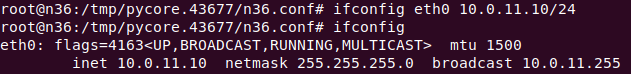 root@n36:/tmp/pycore.43677/n36.conf# ifconfig eth0 10.0.11.10/24
root@n36:/tmp/pycore.43677/n36.conf# ifconfig
eth0: flags=4163<UP,BROADCAST,RUNNING,MULTICAST>  mtu 1500
        inet 10.0.11.10  netmask 255.255.255.0  broadcast 10.0.11.255